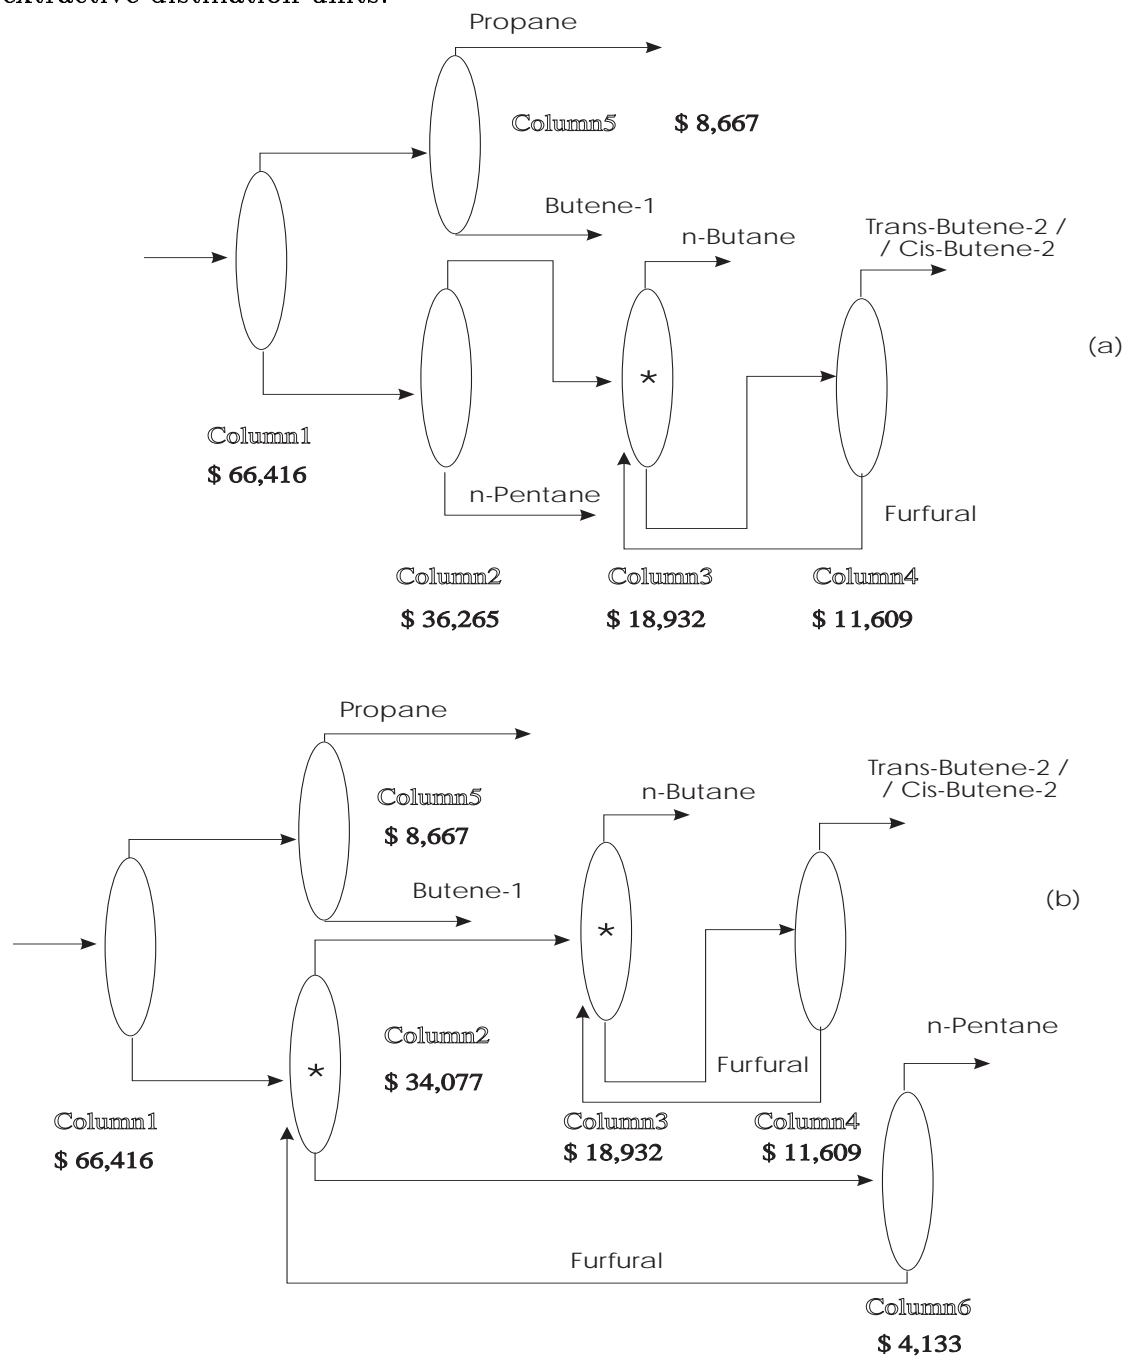 extractive distillation units.
Propane
Column5 $ 8,667
Butene-1
n-Butane
Trans-Butene-2 /
/ Cis-Butene-2
(a)
*
Column1
$ 66,416
n-Pentane
Furfural
Column2
$ 36,265
Column3
$ 18,932
Column4
$ 11,609
Propane
Column5
$ 8,667
Butene-1
n-Butane
Trans-Butene-2 /
/ Cis-Butene-2
(b)
*
Column2
$ 34,077
*
Furfural
n-Pentane
Column1
$ 66,416
Column3
$ 18,932
Column4
$ 11,609
Furfural
Column6
$ 4,133